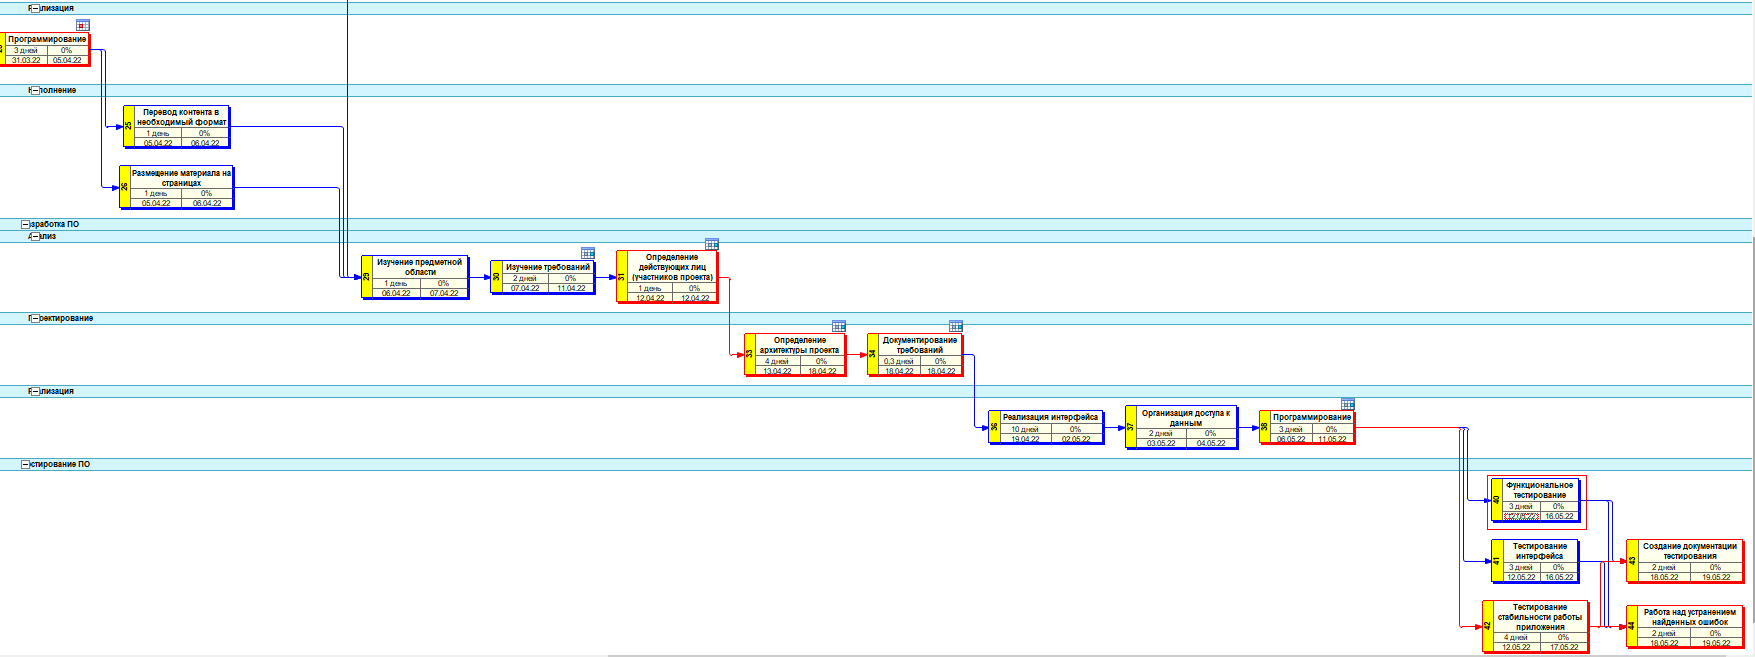 лизация
Программирование
3 дней 0%
31.03.22 05.04.22
полнение
25
Перевод контента в
необходимый формат
1 день 0%
05.04.22 06.04.22
26
Размещение материала на
страницах
1 день 0%
05.04.22 06.04.22
зработка ПО
лиз
29
Изучение предметной
области
1 день 0%
06.04.22 07.04.22
30
Изучение требований
2 дней 0%
07.04.22 11.04.22
31
Определение
действующих лиц
(участников проекта)
1 день 0%
12.04.22 12.04.22
оектирование
33
Определение
архитектуры проекта
4 дней 0%
13.04.22 18.04.22
34
Документирование
требований
0,3 дней 0%
18.04.22 18.04.22
лизация
36
Реализация интерфейса
10 дней 0%
19.04.22 02.05.22
37
Организация доступа к
данным
2 дней 0%
03.05.22 04.05.22
38
Программирование
3 дней 0%
06.05.22 11.05.22
стирование ПО
40
Функциональное
тестирование
3 дней 0%
16.05.22
41
Тестирование
интерфейса
3 дней 0%
12.05.22 16.05.22
42
Тестирование
стабильности работы
приложения
4 дней 0%
12.05.22 17.05.22
43
Создание документации
тестирования
2 дней 0%
18.05.22 19.05.22
44
Работа над устранением
найденных ошибок
2 дней 0%
18.05.22 19.05.22